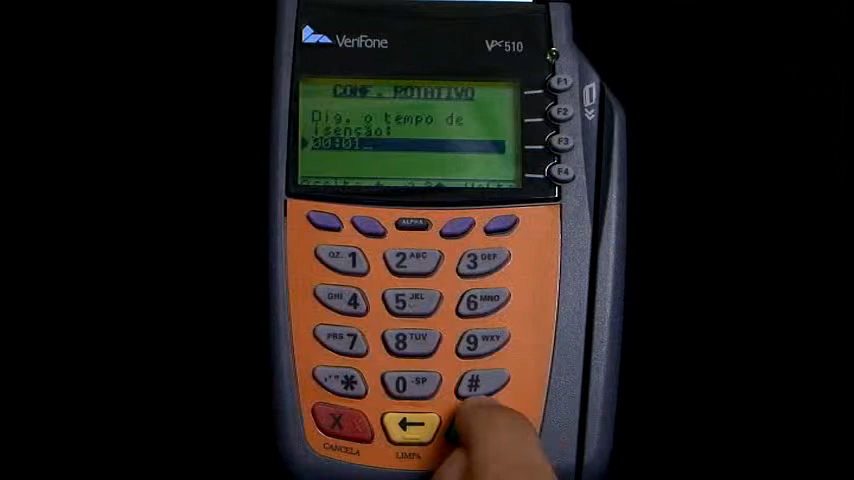 VeriFone
Vx510
CONF. ROTATIVO
Dig. o tempo de
isenção:
00:01_
F1
F2
F3
F4
ALPHA
QZ. 1
2 ABC
3 DEF
GHI 4
5 JKL
6 MNO
PRS 7
8 TUV
9 WXY
,'" *
0 -SP
#
X
CANCELA
LIMPA